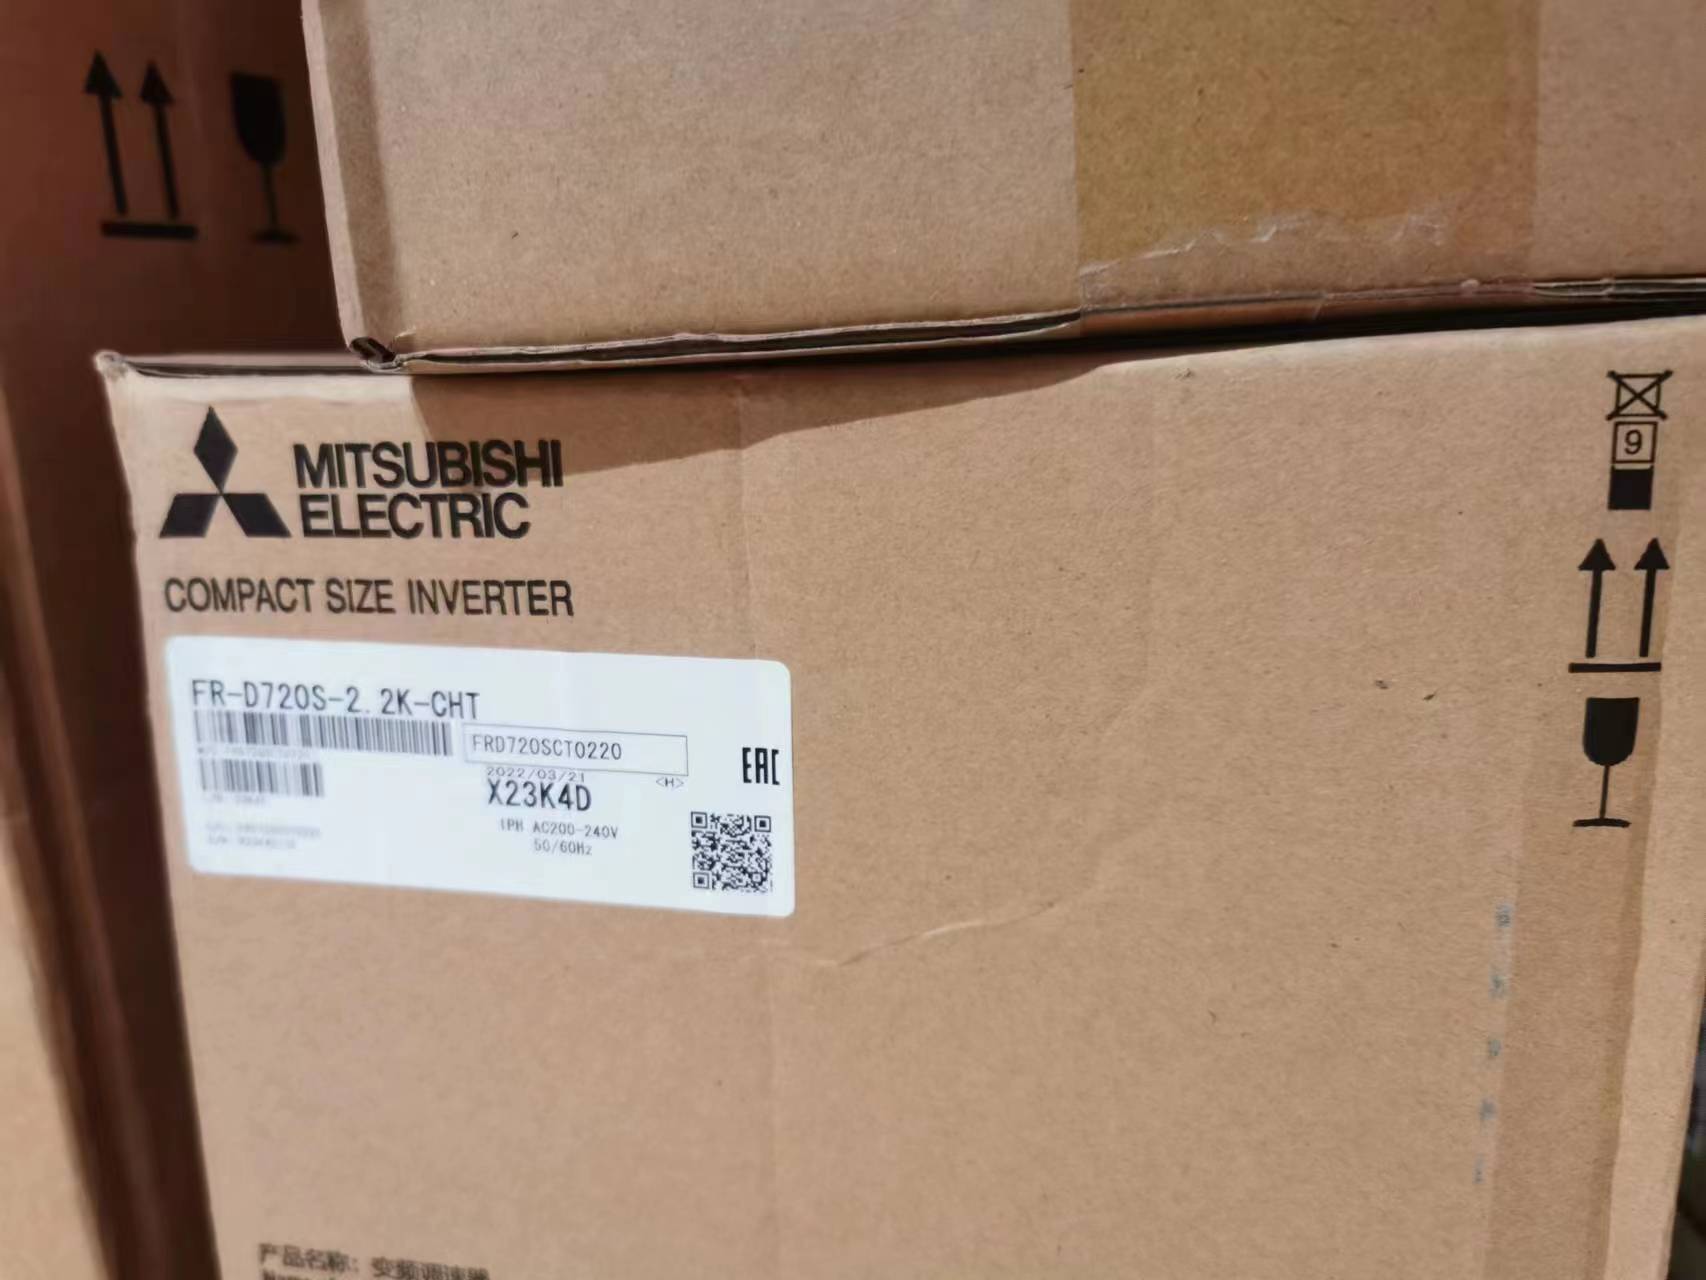 MITSUBISHI
ELECTRIC
COMPACT SIZE INVERTER
FR-D720S-2.2K-CHT
FRD720SCT0220
2022/03/21
<H>
X23K4D
1PH AC200-240V
50/60Hz
EAC
9
产品名称：变频调速器